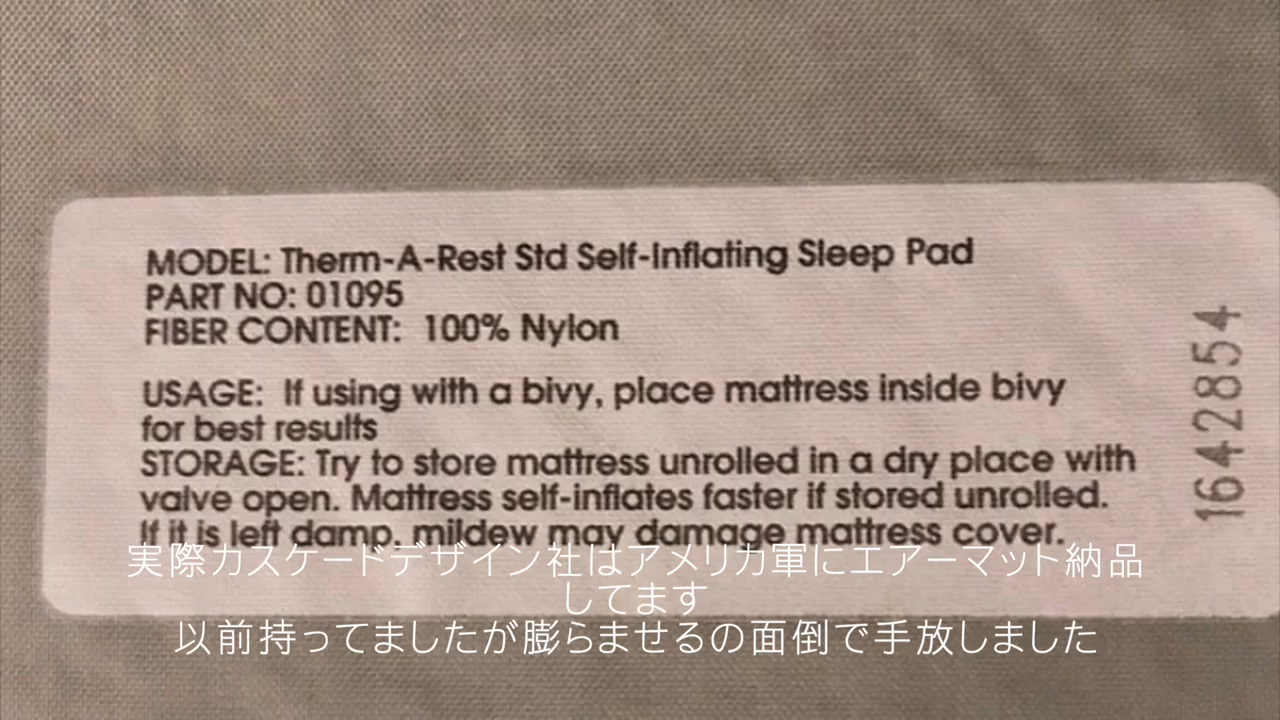 MODEL: Therm-A-Rest Std Self-Inflating Sleep Pad
PART NO: 01095
FIBER CONTENT: 100% Nylon
USAGE: If using with a bivy, place mattress inside bivy
for best results
STORAGE: Try to store mattress unrolled in a dry place with
valve open. Mattress self-inflates faster if stored unrolled.
If it is left damp, mildew may damage mattress cover.
1642854
実際カスケードデザイン社はアメリカ軍にエアーマット納品
してます
以前持ってましたが膨らませるの面倒で手放しました